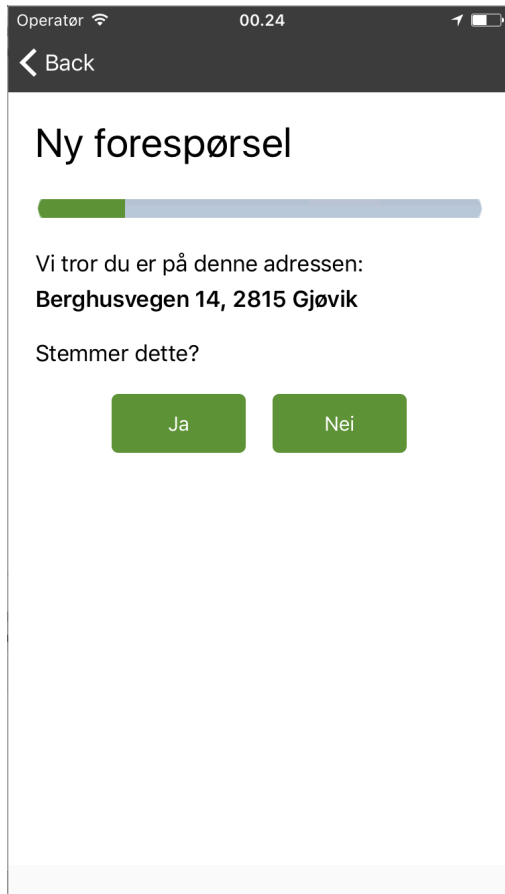 Operatør 00.24
Back
Ny forespørsel
Vi tror du er på denne adressen:
Berghusvegen 14, 2815 Gjøvik
Stemmer dette?
Ja Nei